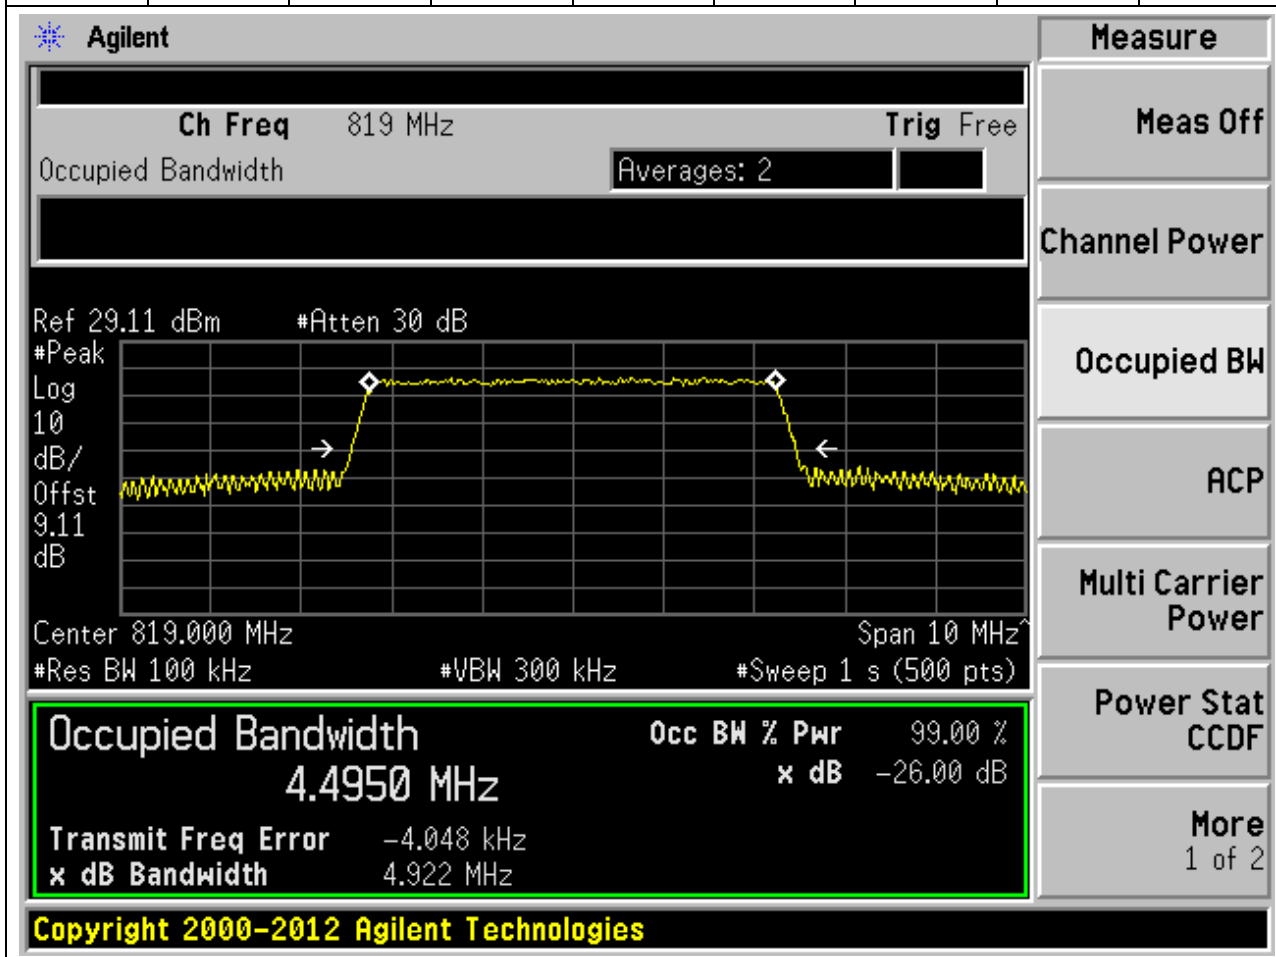 Agilent
Measure
Ch Freq 819 MHz Trig Free
Occupied Bandwidth Averages: 2
Meas Off
Channel Power
Occupied BW
ACP
Multi Carrier Power
Power Stat CCDF
More
1 of 2
Ref 29.11 dBm #Atten 30 dB
#Peak
Log
10
dB/
Offst
9.11
dB
Center 819.000 MHz Span 10 MHz^
#Res BW 100 kHz #VBW 300 kHz #Sweep 1 s (500 pts)
Occupied Bandwidth Occ BW % Pwr 99.00 %
4.4950 MHz x dB -26.00 dB
Transmit Freq Error -4.048 kHz
x dB Bandwidth 4.922 MHz
Copyright 2000-2012 Agilent Technologies